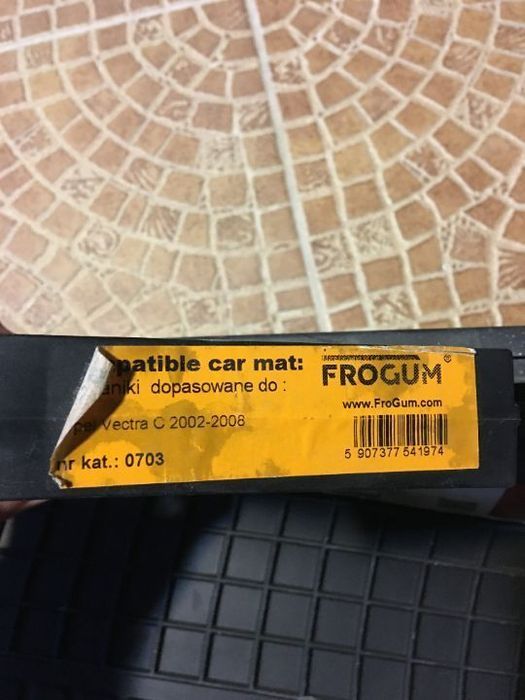 patible car mat:
aniki dopasowane do :
pel Vectra C 2002-2008
nr kat.: 0703
FROGUM®
www.FroGum.com
5 907377 541974